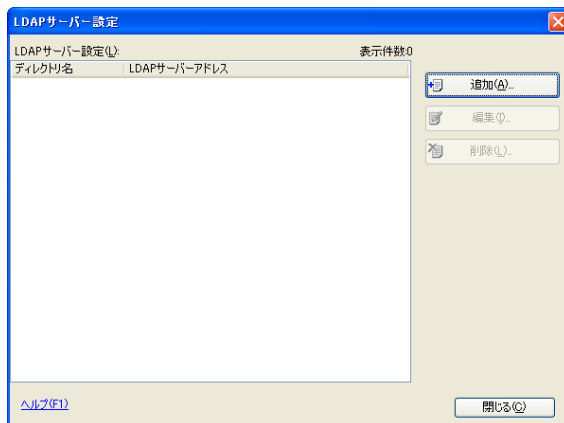 LDAPサーバー設定
LDAPサーバー設定(L): 表示件数:0
ディレクトリ名 LDAPサーバーアドレス
追加(A)...
編集(I)...
削除(L)...
ヘルプ(F1) 閉じる(C)